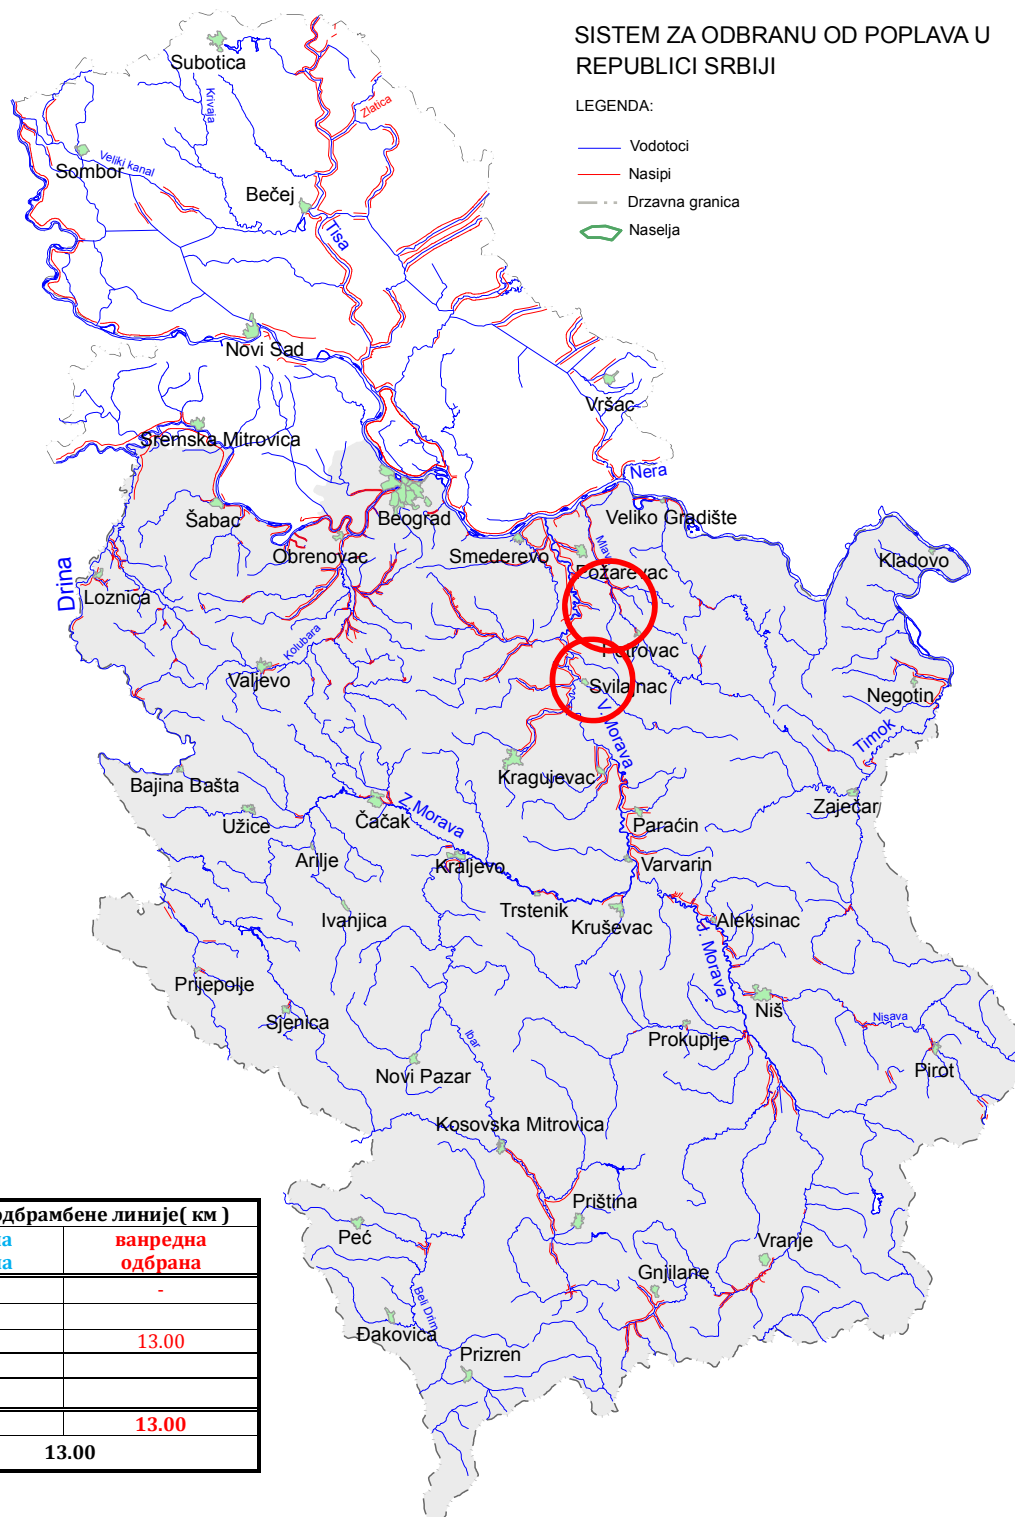 SISTEM ZA ODBRANU OD POPLAVA U
REPUBLICI SRBIJI
LEGENDA:
Vodotoci
Nasipi
Drzavna granica
Naselja
Subotica
Krivaja
Zlatica
Sombor
Veliki kanal
Bečej
Tisa
Novi Sad
Vršac
Sremska Mitrovica
Nera
Šabac
Beograd
Veliko Gradište
Obrenovac
Smederevo
Kladovo
Drina
Požarevac
Loznica
Kolubara
Petrovac
Valjevo
Svilajnac
Negotin
V. Morava
Timok
Bajina Bašta
Kragujevac
Zaječar
Užice
Čačak
Z.Morava
Paraćin
Arilje
Kraljevo
Varvarin
Ivanjica
Trstenik
Kruševac
Aleksinac
J. Morava
Prijepolje
Niš
Sjenica
Ibar
Prokuplje
Nisava
Novi Pazar
Pirot
Kosovska Mitrovica
Priština
Peć
Vranje
Gnjilane
Beli Drim
Đakovica
Prizren
одбрамбене линије( км )
ванредна
одбрана
-
13.00
13.00
13.00